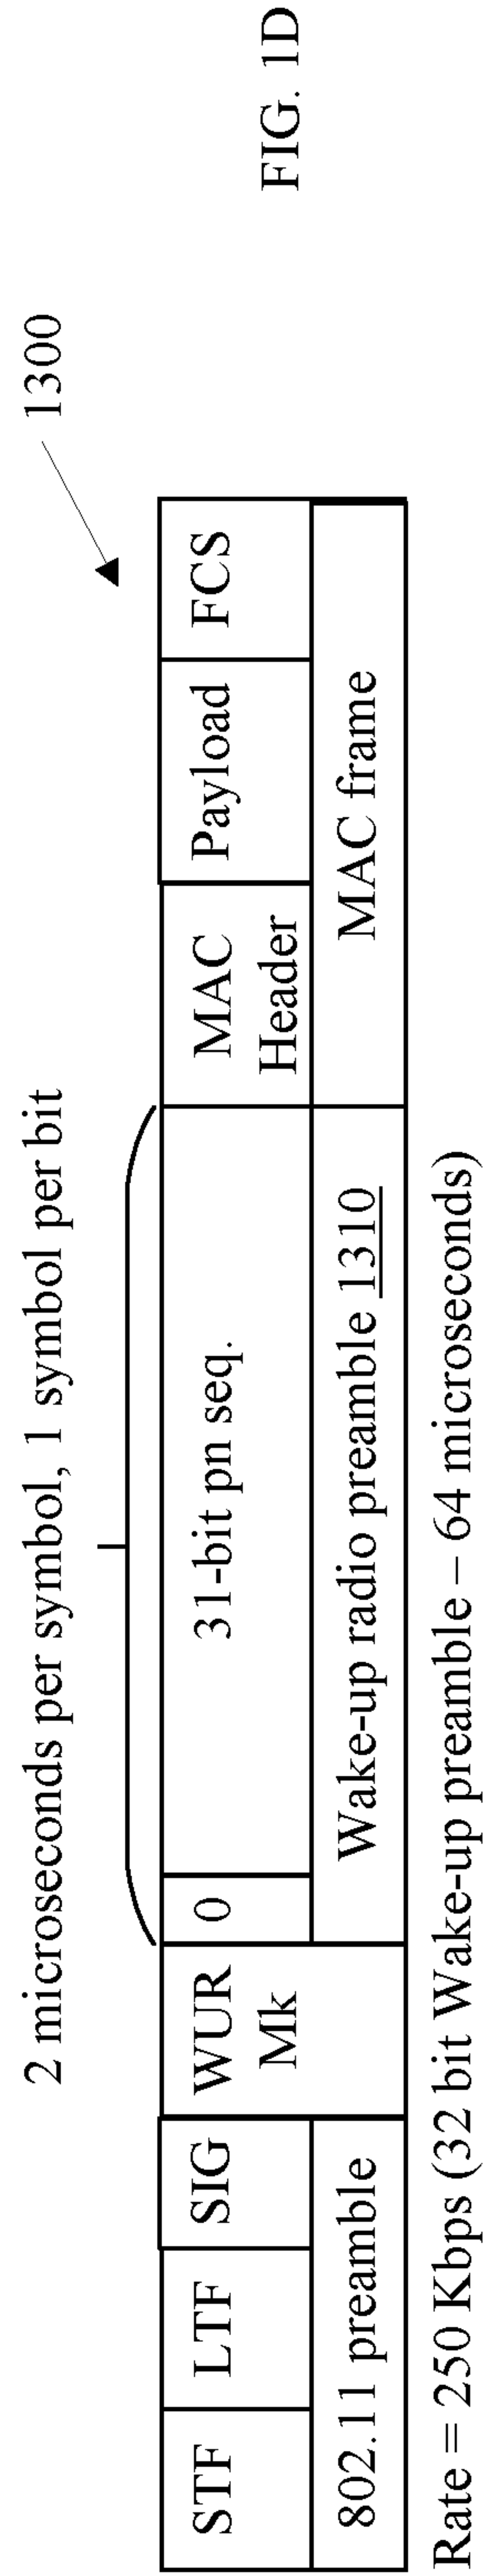 2 microseconds per symbol, 1 symbol per bit
1300
STF
LTF
SIG
WUR
Mk
0
31-bit pn seq.
MAC
Header
Payload
FCS
802.11 preamble
Wake-up radio preamble 1310
MAC frame
Rate = 250 Kbps (32 bit Wake-up preamble – 64 microseconds)
FIG. 1D